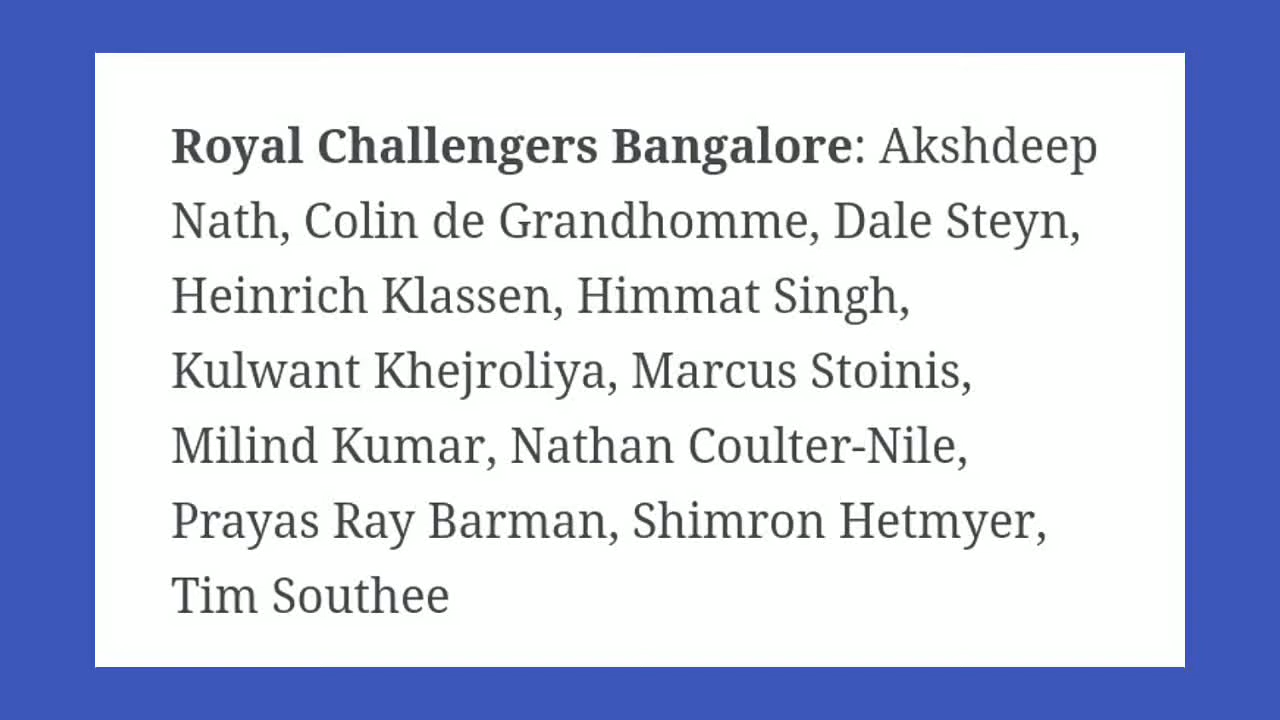 Royal Challengers Bangalore: Akshdeep
Nath, Colin de Grandhomme, Dale Steyn,
Heinrich Klassen, Himmat Singh,
Kulwant Khejroliya, Marcus Stoinis,
Milind Kumar, Nathan Coulter-Nile,
Prayas Ray Barman, Shimron Hetmyer,
Tim Southee